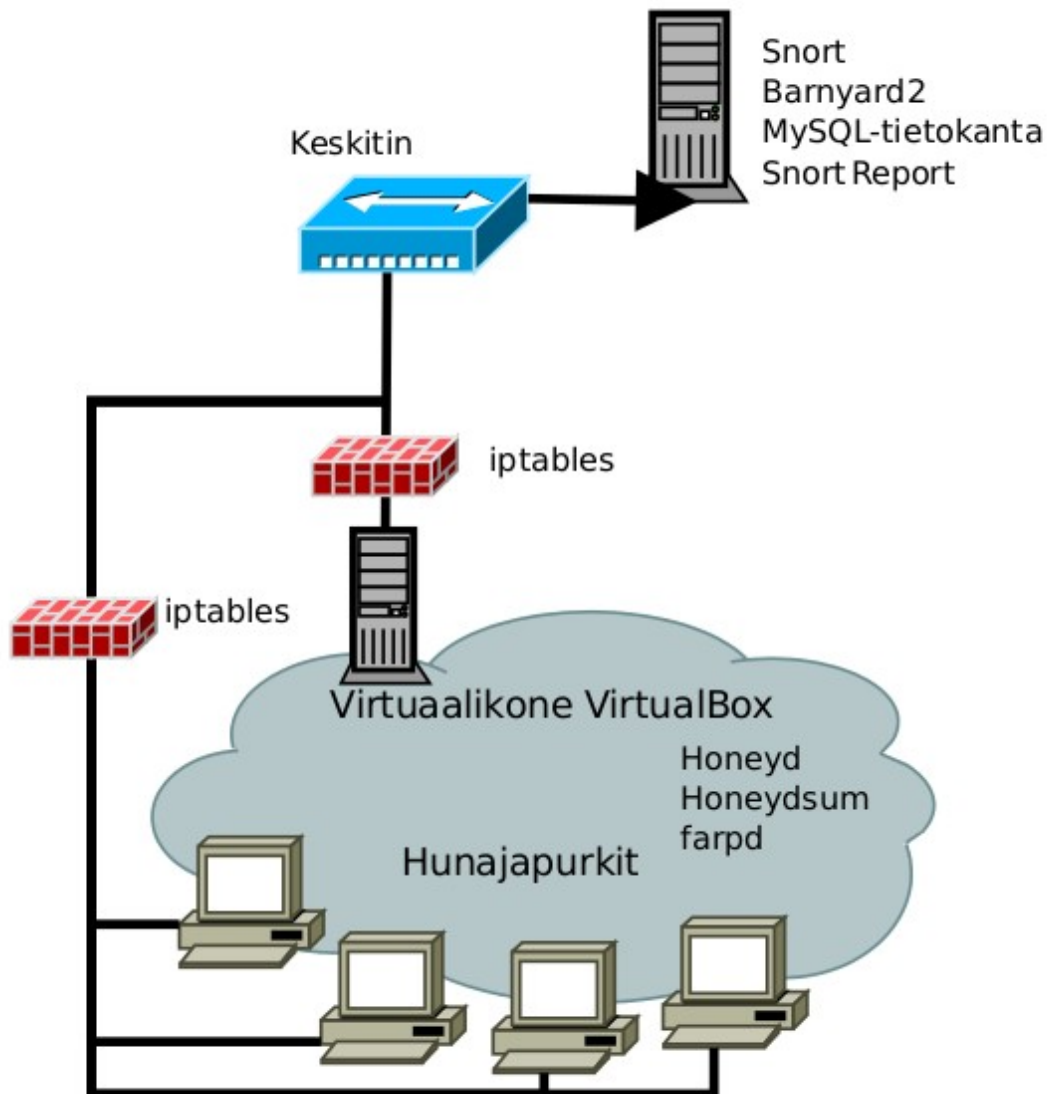 Snort
Barnyard2
MySQL-tietokanta
Snort Report
Keskitin
iptables
iptables
Virtuaalikone VirtualBox
Honeyd
Honeydsum
farpd
Hunajapurkit